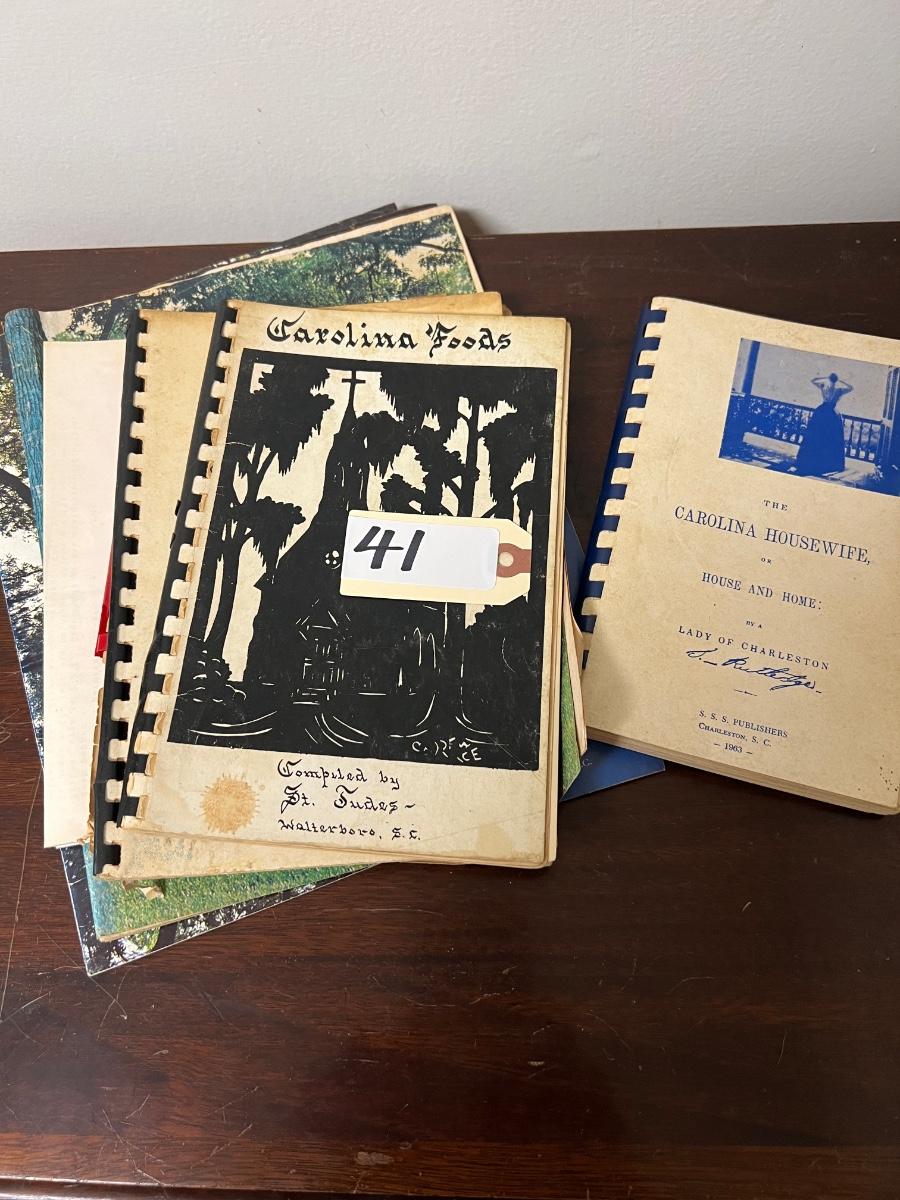 Carolina Foods
41
Compiled by
St. Judes -
Walterboro, S.C.
THE
CAROLINA HOUSEWIFE,
OR
HOUSE AND HOME:
BY A
LADY OF CHARLESTON
S. Rutledge
S. S. S. PUBLISHERS
CHARLESTON, S. C.
– 1963 –